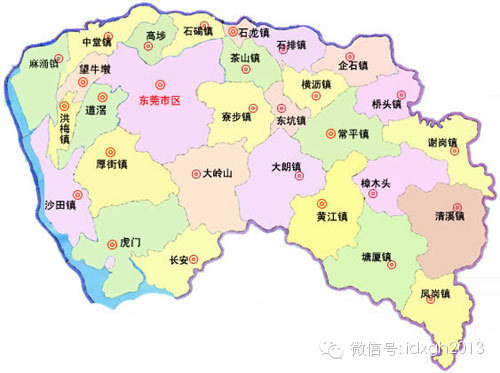 石碣镇
中堂镇
高埗
石龙镇
石排镇
麻涌镇
望牛墩
茶山镇
企石镇
东莞市区
横沥镇
桥头镇
道滘
洪梅镇
寮步镇
东坑镇
常平镇
谢岗镇
厚街镇
大岭山
大朗镇
樟木头
沙田镇
黄江镇
清溪镇
虎门
长安
塘厦镇
凤岗镇
微信号: idxgh2013